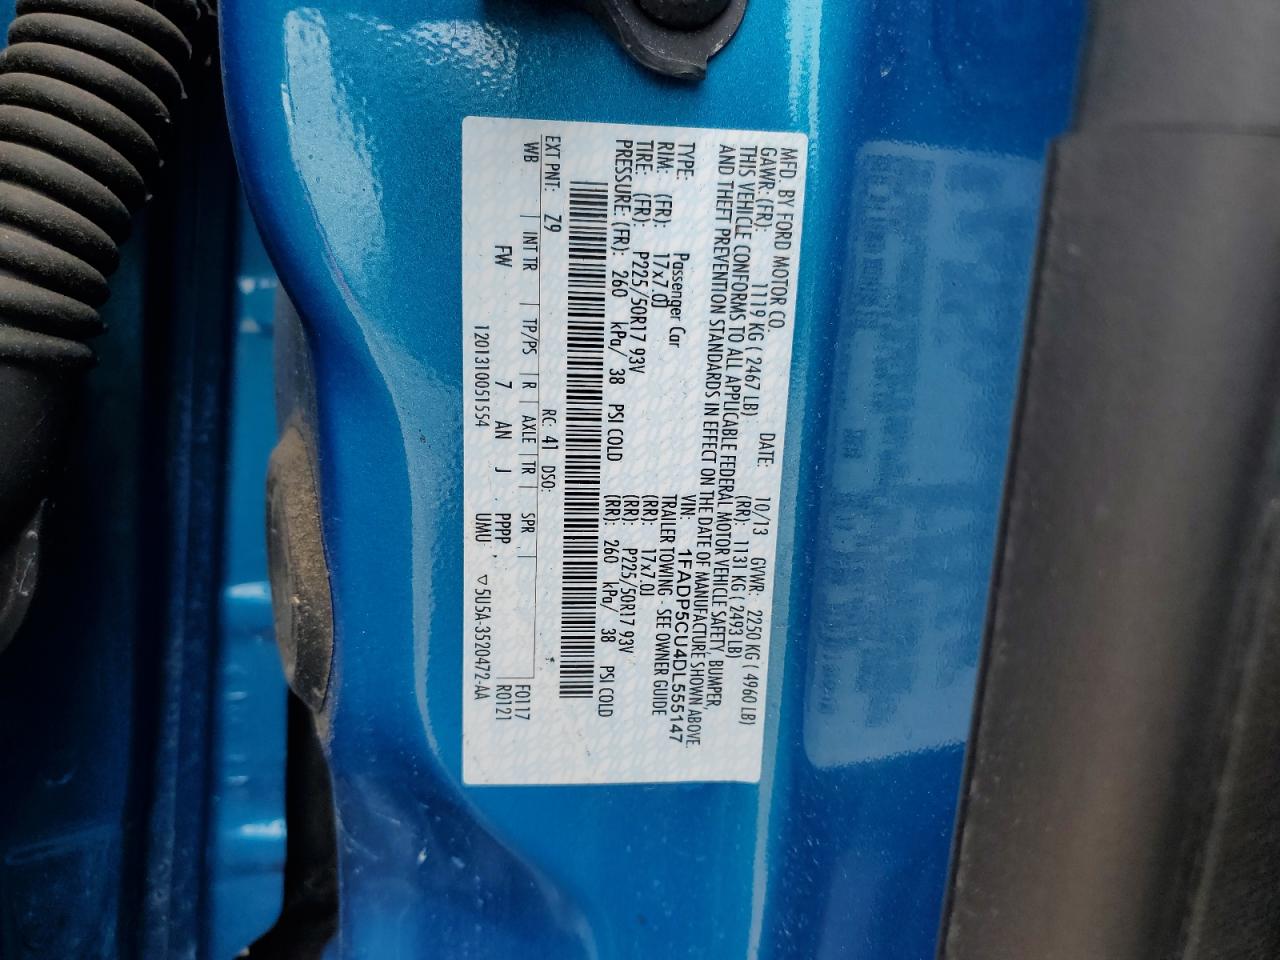 MFD. BY FORD MOTOR CO.
DATE: 10/13 GVWR: 2250 KG ( 4960 LB)
GAWR: (FR): 1119 KG ( 2467 LB) (RR): 1131 KG ( 2493 LB)
THIS VEHICLE CONFORMS TO ALL APPLICABLE FEDERAL MOTOR VEHICLE SAFETY, BUMPER,
AND THEFT PREVENTION STANDARDS IN EFFECT ON THE DATE OF MANUFACTURE SHOWN ABOVE.
VIN: 1FADP5CU4DL555147
TYPE: Passenger Car TRAILER TOWING - SEE OWNER GUIDE
RIM: (FR): 17x7.0J (RR): 17x7.0J
TIRE: (FR): P225/50R17 93V (RR): P225/50R17 93V
PRESSURE: (FR): 260 kPa/ 38 PSI COLD (RR): 260 kPa/ 38 PSI COLD
EXT PNT: Z9 RC: 41 DSO:
WB | INT TR | TP/PS | R | AXLE | TR | SPR | F0117
FW 7 AN J PPPP R0121
120131005​1554 UMU ▽5U5A-3520472-AA